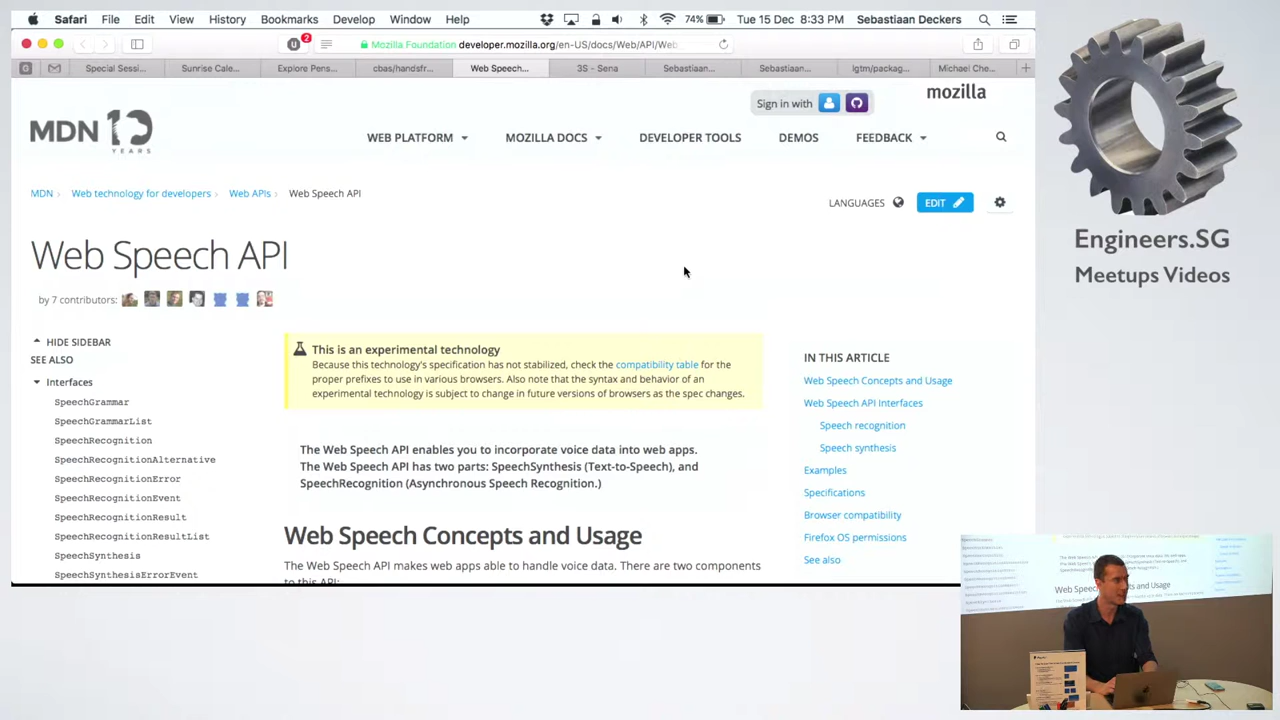 Safari File Edit View History Bookmarks Develop Window Help 74% Tue 15 Dec 8:33 PM Sebastiaan Deckers
2 Mozilla Foundation developer.mozilla.org/en-US/docs/Web/API/Web
Special Sessi... Sunrise Cale... Explore Pens... cbas/handsfr... Web Speech... 3S - Sena Sebastiaan... Sebastiaan... lgtm/packag... Michael Che...
mozilla
Sign in with
MDN 10
YEARS
WEB PLATFORM MOZILLA DOCS DEVELOPER TOOLS DEMOS FEEDBACK
MDN Web technology for developers Web APIs Web Speech API
LANGUAGES EDIT
Web Speech API
by 7 contributors:
HIDE SIDEBAR
SEE ALSO
Interfaces
SpeechGrammar
SpeechGrammarList
SpeechRecognition
SpeechRecognitionAlternative
SpeechRecognitionError
SpeechRecognitionEvent
SpeechRecognitionResult
SpeechRecognitionResultList
SpeechSynthesis
SpeechSynthesisErrorEvent
This is an experimental technology
Because this technology's specification has not stabilized, check the compatibility table for the
proper prefixes to use in various browsers. Also note that the syntax and behavior of an
experimental technology is subject to change in future versions of browsers as the spec changes.
The Web Speech API enables you to incorporate voice data into web apps.
The Web Speech API has two parts: SpeechSynthesis (Text-to-Speech), and
SpeechRecognition (Asynchronous Speech Recognition.)
Web Speech Concepts and Usage
The Web Speech API makes web apps able to handle voice data. There are two components
to this API:
IN THIS ARTICLE
Web Speech Concepts and Usage
Web Speech API Interfaces
Speech recognition
Speech synthesis
Examples
Specifications
Browser compatibility
Firefox OS permissions
See also
Engineers.SG
Meetups Videos